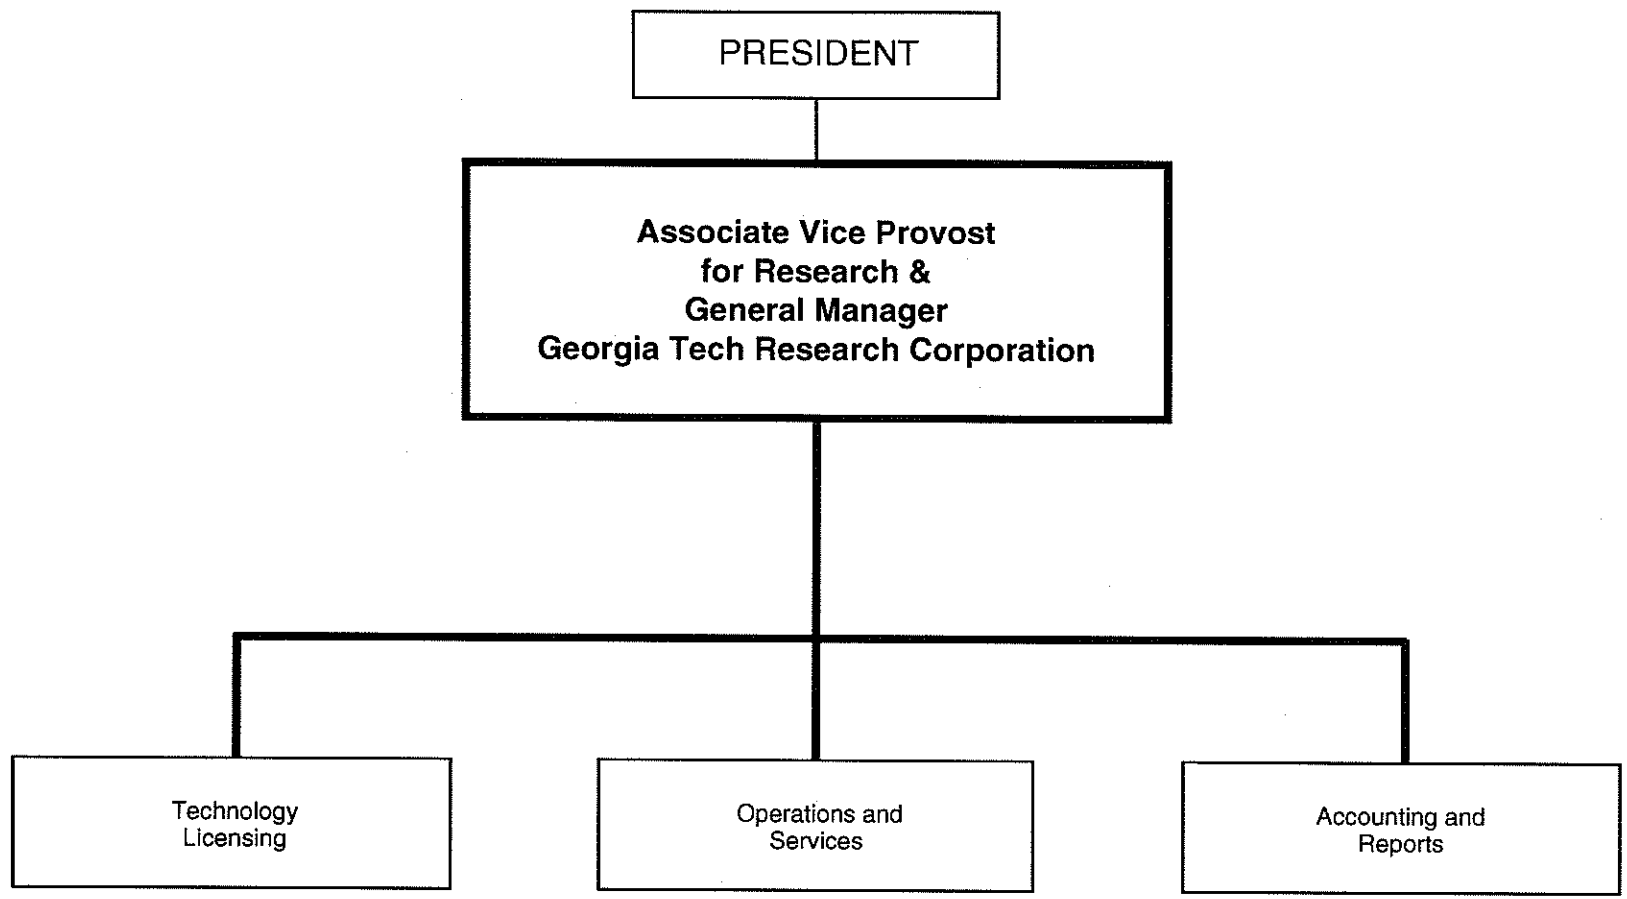 PRESIDENT
Associate Vice Provost
for Research &
General Manager
Georgia Tech Research Corporation
Technology
Licensing
Operations and
Services
Accounting and
Reports